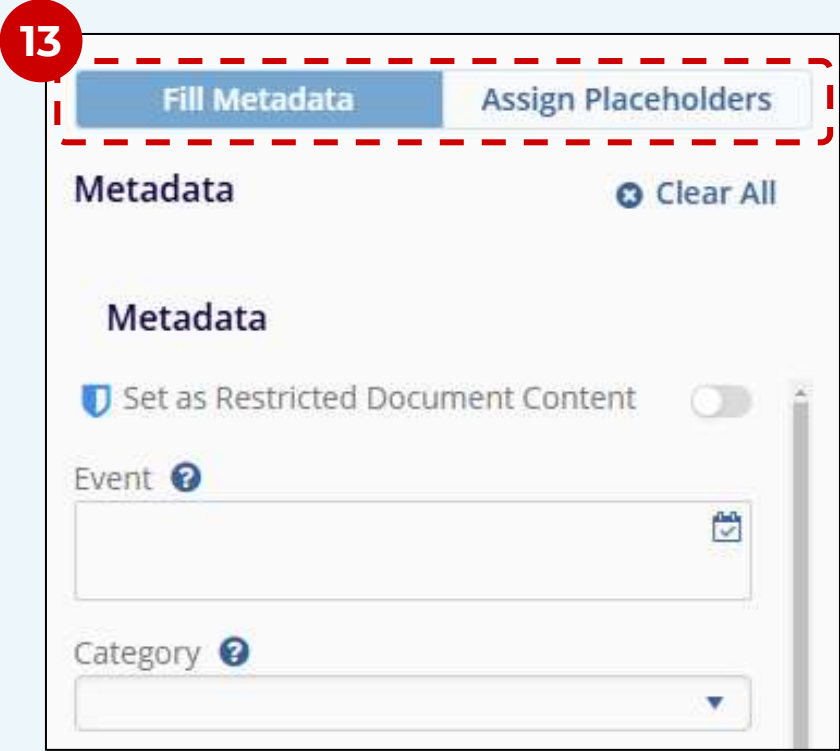 13
Fill Metadata Assign Placeholders
Metadata Clear All
Metadata
Set as Restricted Document Content
Event ?
Category ?